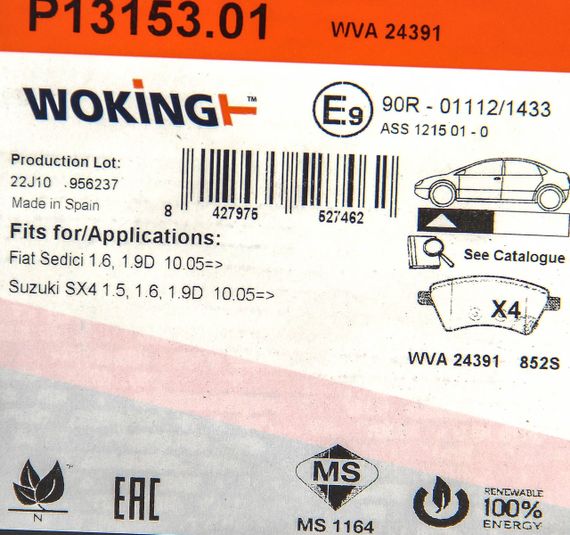 P13153.01
WVA 24391
WOKING™
E9
90R - 01112/1433
ASS 1215 01 - 0
Production Lot:
22J10 .956237
Made in Spain
8 427975 527462
Fits for/Applications:
Fiat Sedici 1.6, 1.9D 10.05=>
Suzuki SX4 1.5, 1.6, 1.9D 10.05=>
See Catalogue
X4
WVA 24391 852S
N
EAC
MS
MS 1164
RENEWABLE
100%
ENERGY